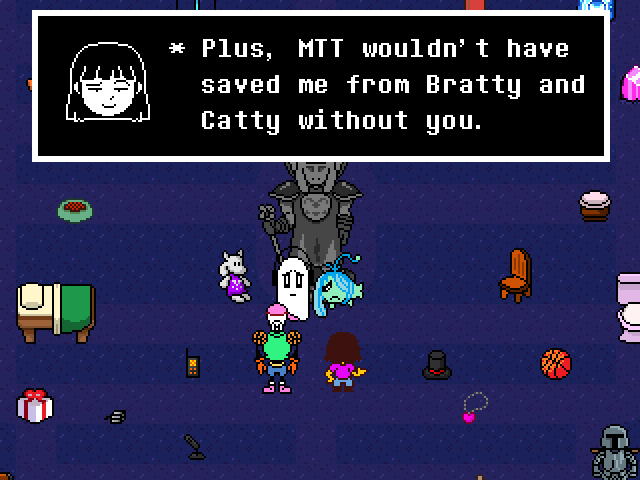 * Plus, MTT wouldn't have
saved me from Bratty and
Catty without you.